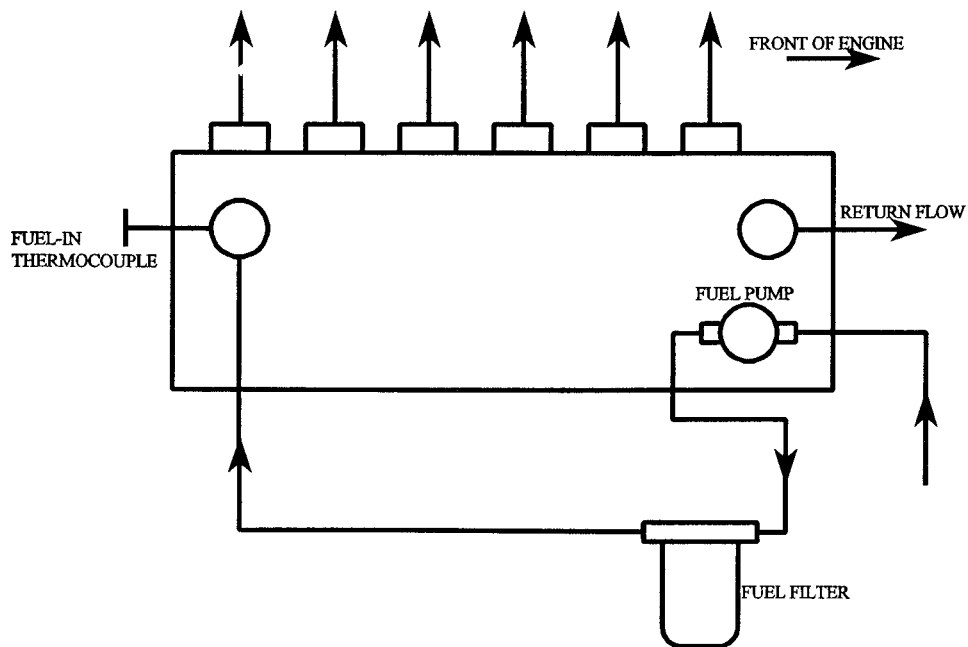 FRONT OF ENGINE
RETURN FLOW
FUEL-IN
THERMOCOUPLE
FUEL PUMP
FUEL FILTER